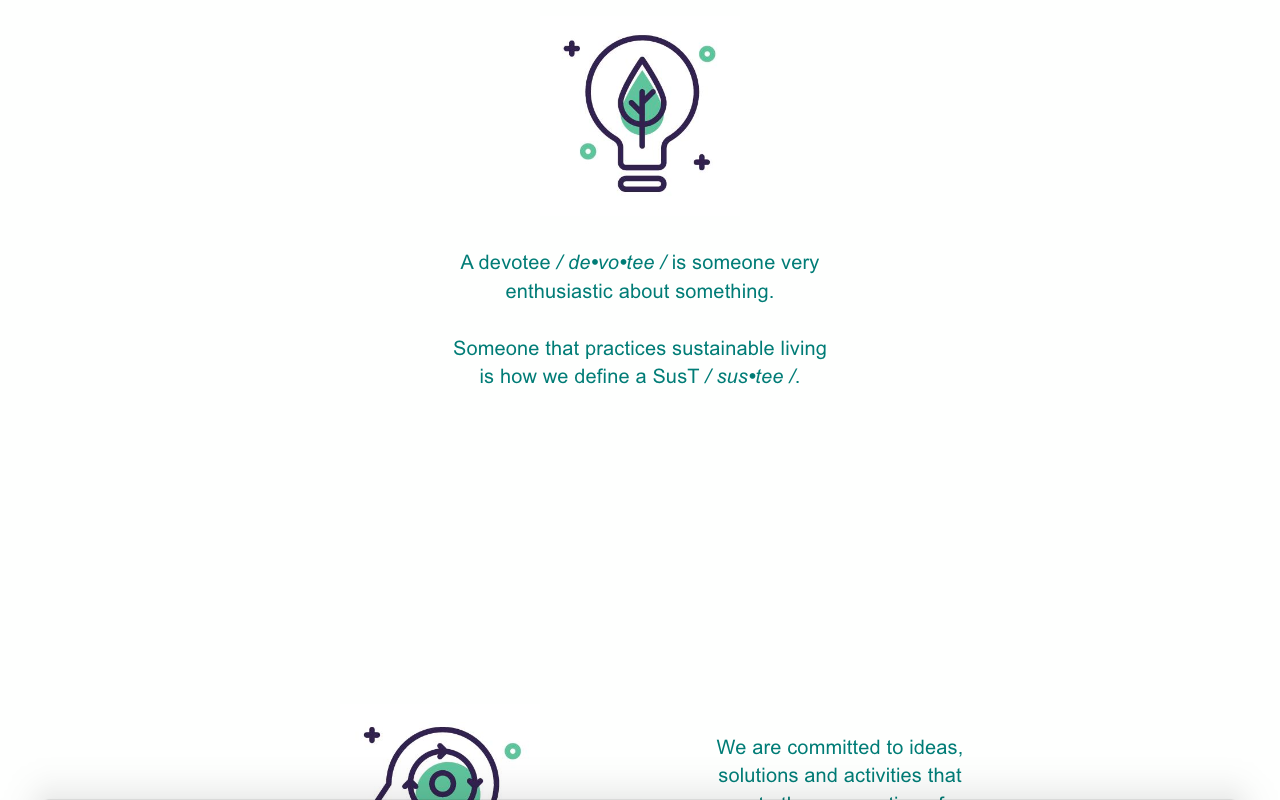 A devotee / de•vo•tee / is someone very
enthusiastic about something.
Someone that practices sustainable living
is how we define a SusT / sus•tee /.
We are committed to ideas,
solutions and activities that